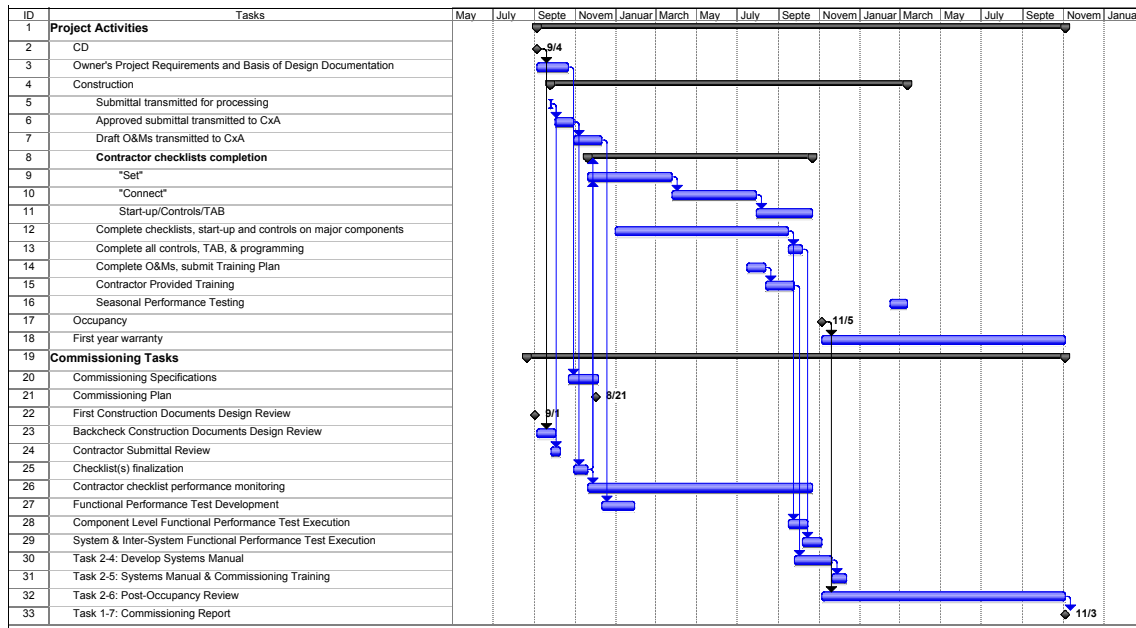 ID Tasks May July Septe Novem Januar March May July Septe Novem Januar March May July Septe Novem Janua
1 Project Activities
2 CD 9/4
3 Owner's Project Requirements and Basis of Design Documentation
4 Construction
5 Submittal transmitted for processing
6 Approved submittal transmitted to CxA
7 Draft O&Ms transmitted to CxA
8 Contractor checklists completion
9 "Set"
10 "Connect"
11 Start-up/Controls/TAB
12 Complete checklists, start-up and controls on major components
13 Complete all controls, TAB, & programming
14 Complete O&Ms, submit Training Plan
15 Contractor Provided Training
16 Seasonal Performance Testing
17 Occupancy 11/5
18 First year warranty
19 Commissioning Tasks
20 Commissioning Specifications
21 Commissioning Plan 8/21
22 First Construction Documents Design Review 9/1
23 Backcheck Construction Documents Design Review
24 Contractor Submittal Review
25 Checklist(s) finalization
26 Contractor checklist performance monitoring
27 Functional Performance Test Development
28 Component Level Functional Performance Test Execution
29 System & Inter-System Functional Performance Test Execution
30 Task 2-4: Develop Systems Manual
31 Task 2-5: Systems Manual & Commissioning Training
32 Task 2-6: Post-Occupancy Review
33 Task 1-7: Commissioning Report 11/3